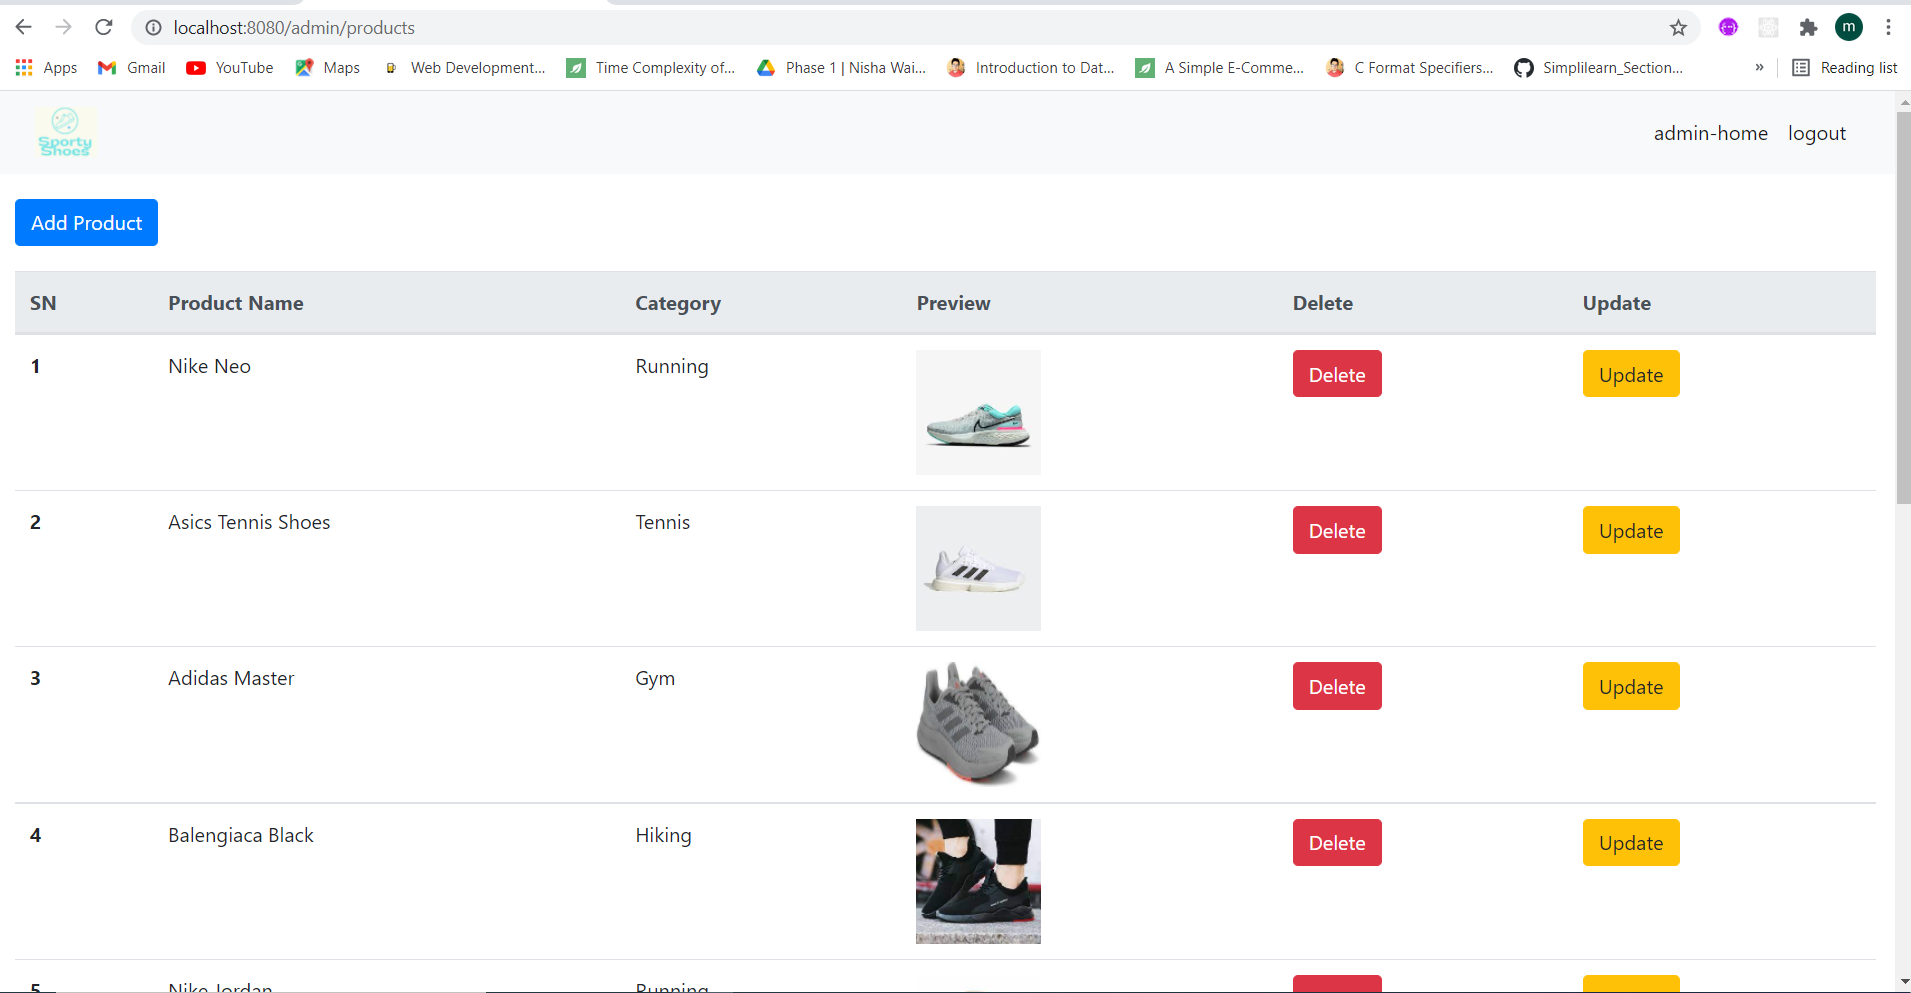 localhost:8080/admin/products
m
Apps Gmail YouTube Maps Web Development... Time Complexity of... Phase 1 | Nisha Wai... Introduction to Dat... A Simple E-Comme... C Format Specifiers... Simplilearn_Section... » Reading list
Sporty
Shoes
admin-home logout
Add Product
SN Product Name Category Preview Delete Update
1 Nike Neo Running Delete Update
2 Asics Tennis Shoes Tennis Delete Update
3 Adidas Master Gym Delete Update
4 Balengiaca Black Hiking Delete Update
5 Nike Jordan Running